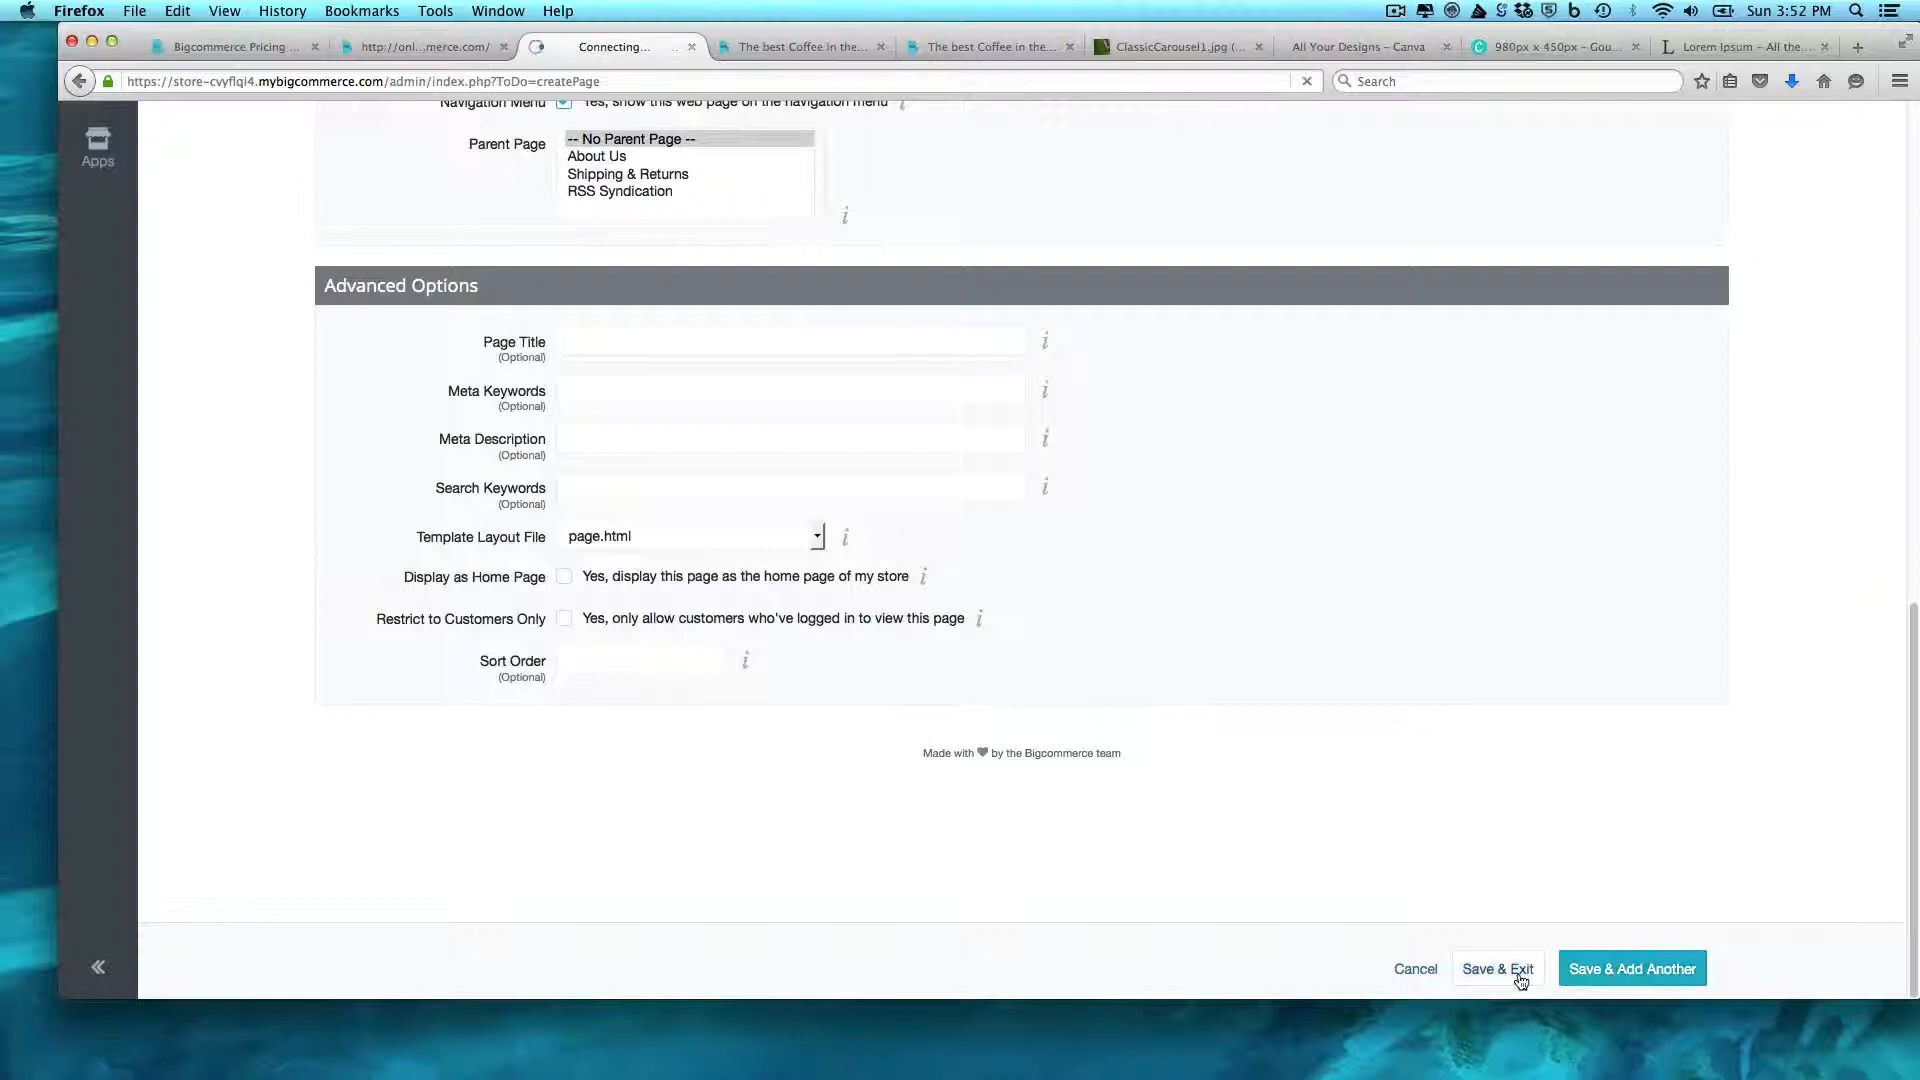 Firefox File Edit View History Bookmarks Tools Window Help Sun 3:52 PM
Bigcommerce Pricing ... http://onl...merce.com/ Connecting... The best Coffee in the... The best Coffee in the... ClassicCarousel1.jpg (... All Your Designs – Canva 980px x 450px – Gou... Lorem Ipsum – All the...
https://store-cvyflqi4.mybigcommerce.com/admin/index.php?ToDo=createPage Search
Navigation Menu Yes, show this web page on the navigation menu
Apps
Parent Page -- No Parent Page --
About Us
Shipping & Returns
RSS Syndication
Advanced Options
Page Title
(Optional)
Meta Keywords
(Optional)
Meta Description
(Optional)
Search Keywords
(Optional)
Template Layout File page.html
Display as Home Page Yes, display this page as the home page of my store
Restrict to Customers Only Yes, only allow customers who've logged in to view this page
Sort Order
(Optional)
Made with ♥ by the Bigcommerce team
Cancel Save & Exit Save & Add Another